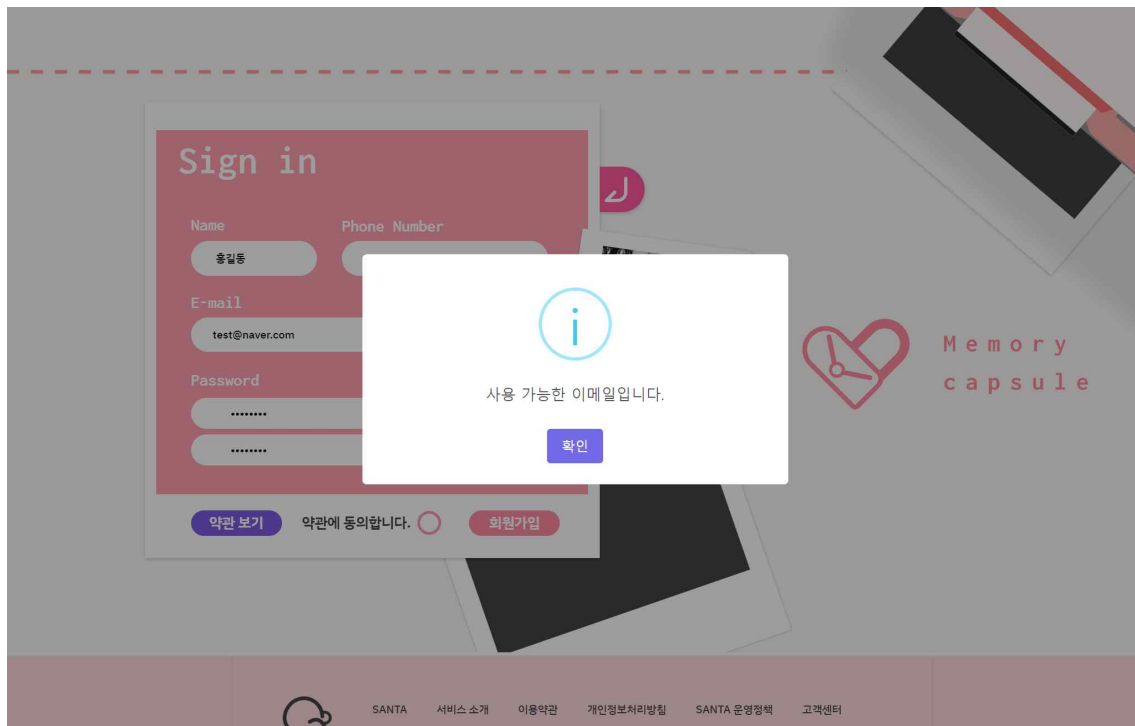 Sign in
Name
Phone Number
홍길동
E-mail
test@naver.com
Password
사용 가능한 이메일입니다.
확인
약관 보기
약관에 동의합니다.
회원가입
Memory
capsule
SANTA
서비스 소개
이용약관
개인정보처리방침
SANTA 운영정책
고객센터